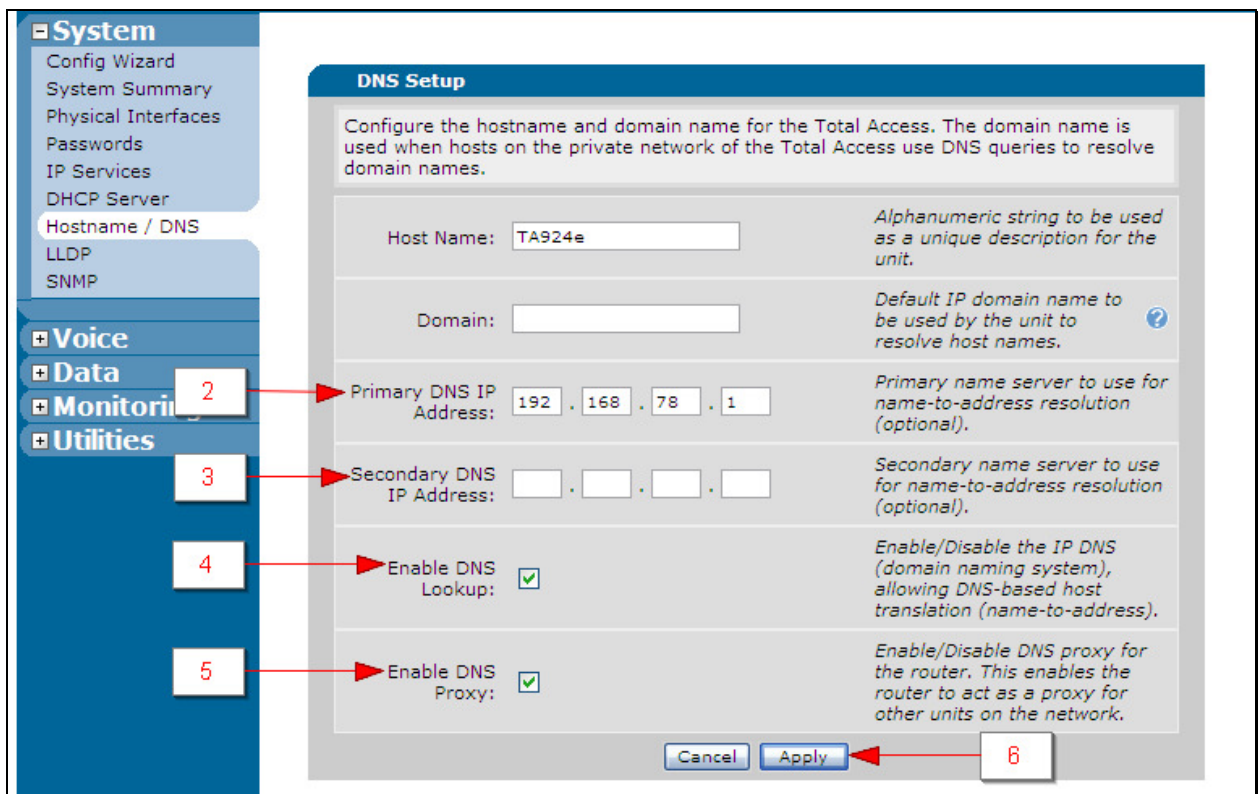 System
Config Wizard
System Summary
Physical Interfaces
Passwords
IP Services
DHCP Server
Hostname / DNS
LLDP
SNMP
Voice
Data
Utilities
DNS Setup
Configure the hostname and domain name for the Total Access. The domain name is
used when hosts on the private network of the Total Access use DNS queries to resolve
domain names.
Host Name:
TA924e
Alphanumeric string to be used
as a unique description for the
unit.
Domain:
Default IP domain name to
be used by the unit to
resolve host names.
?
2
Primary DNS IP
Address:
192 . 168 . 78 . 1
Primary name server to use for
name-to-address resolution
(optional).
3
Secondary DNS
IP Address:
. . .
Secondary name server to use
for name-to-address resolution
(optional).
4
Enable DNS
Lookup:
Enable/Disable the IP DNS
(domain naming system),
allowing DNS-based host
translation (name-to-address).
5
Enable DNS
Proxy:
Enable/Disable DNS proxy for
the router. This enables the
router to act as a proxy for
other units on the network.
Cancel
Apply
6